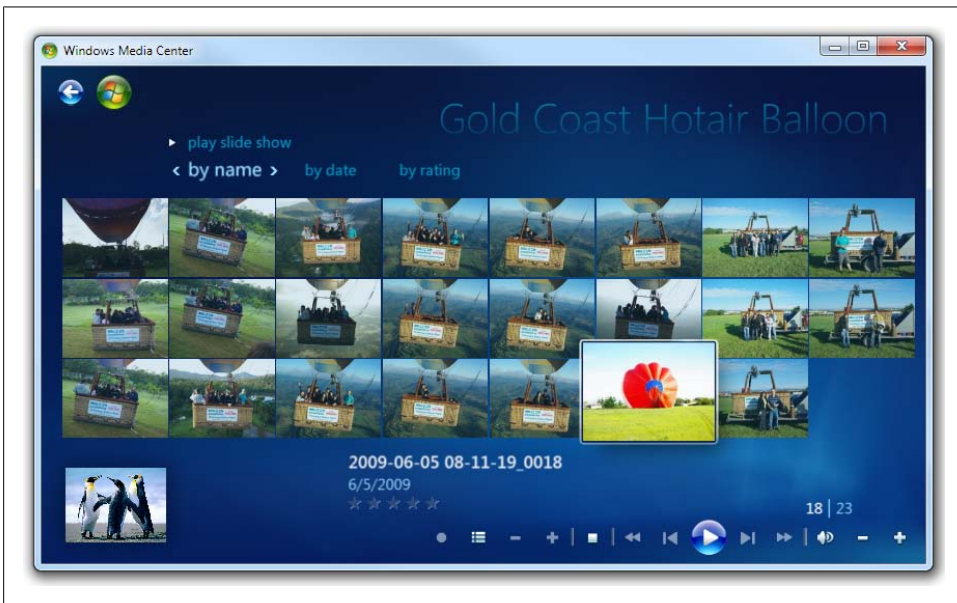 Windows Media Center
Gold Coast Hotair Balloon
play slide show
by name by date by rating
2009-06-05 08-11-19_0018
6/5/2009
18 | 23